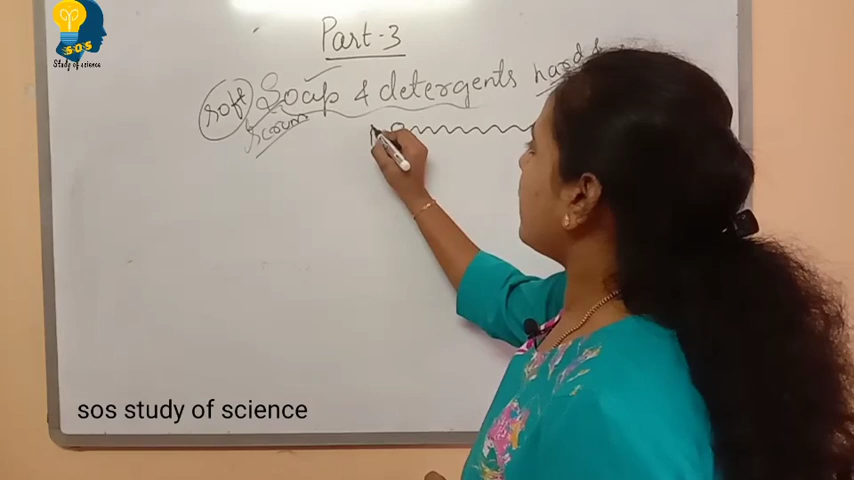 SOS
Study of science
Part-3
soft Soap & detergents hard &
scum
sos study of science